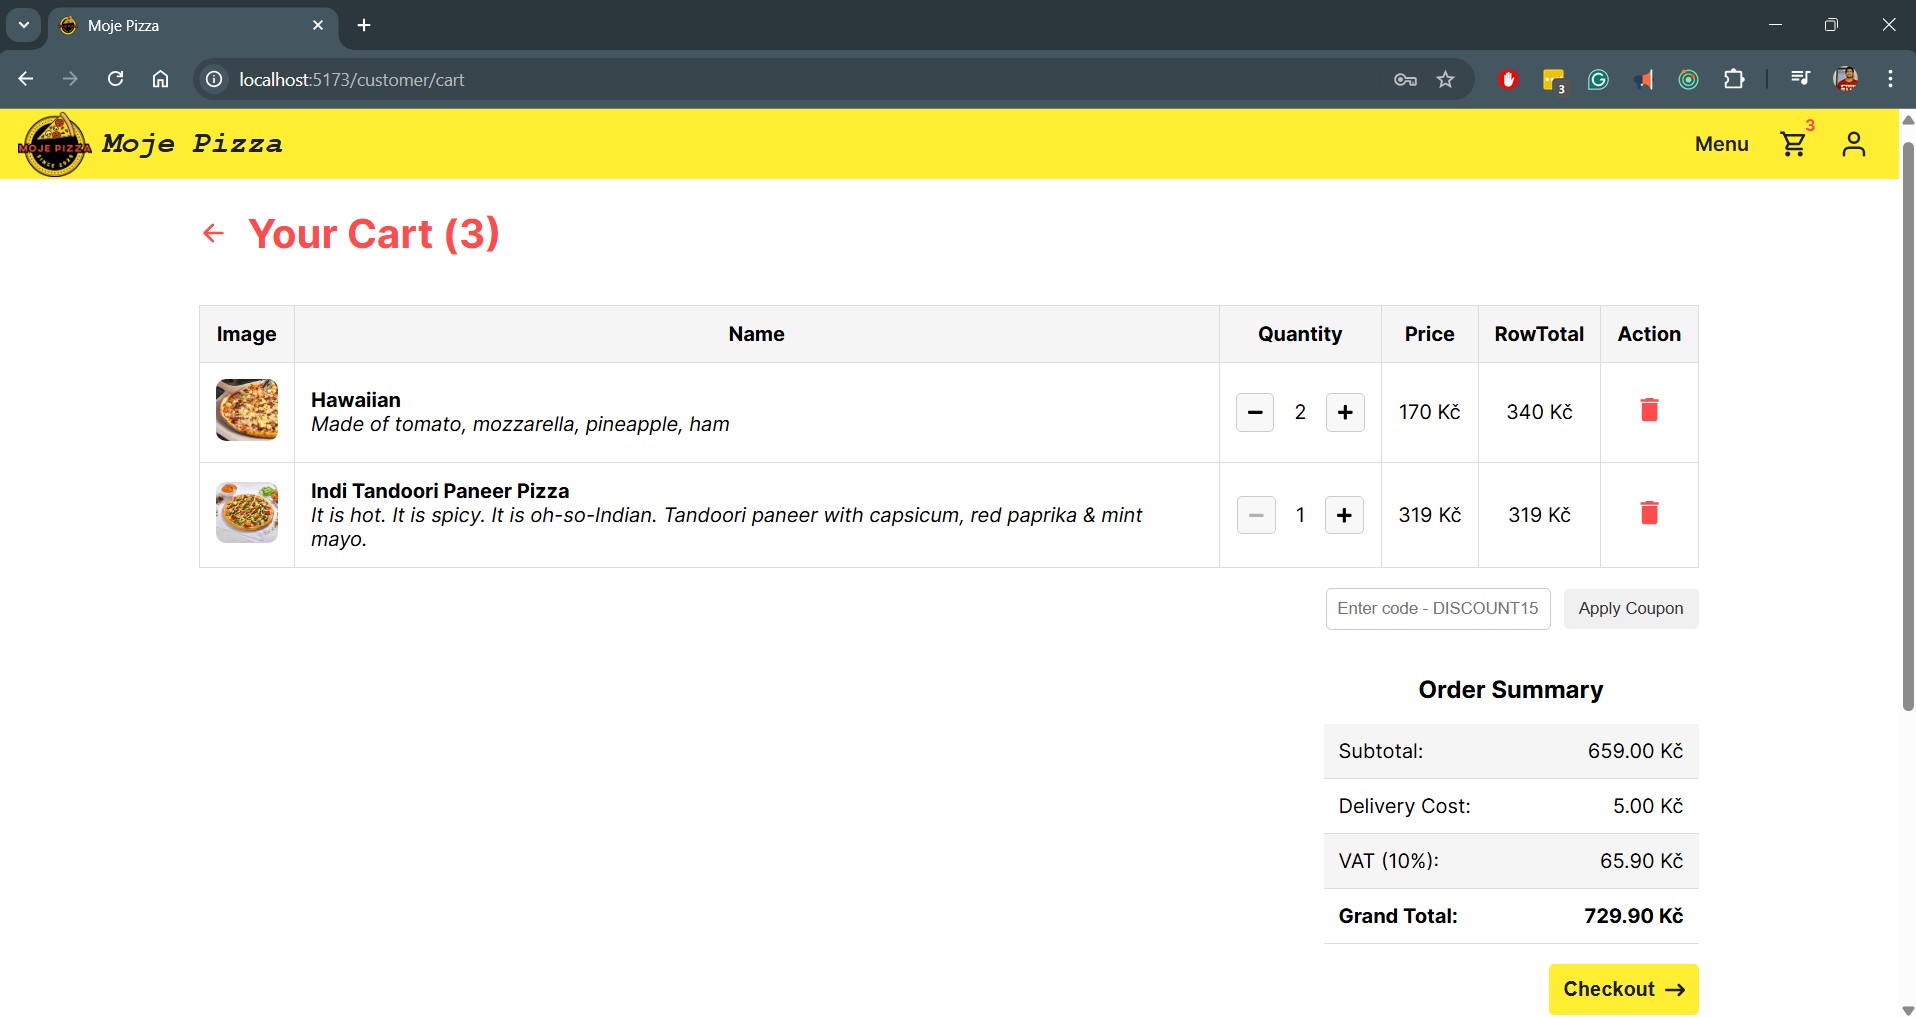 Moje Pizza
localhost:5173/customer/cart
3
MOJE PIZZA
SINCE 2025
Moje Pizza
Menu
3
Your Cart (3)
Image Name Quantity Price RowTotal Action
Hawaiian
Made of tomato, mozzarella, pineapple, ham
2 170 Kč 340 Kč
Indi Tandoori Paneer Pizza
It is hot. It is spicy. It is oh-so-Indian. Tandoori paneer with capsicum, red paprika & mint
mayo.
1 319 Kč 319 Kč
Enter code - DISCOUNT15 Apply Coupon
Order Summary
Subtotal: 659.00 Kč
Delivery Cost: 5.00 Kč
VAT (10%): 65.90 Kč
Grand Total: 729.90 Kč
Checkout →